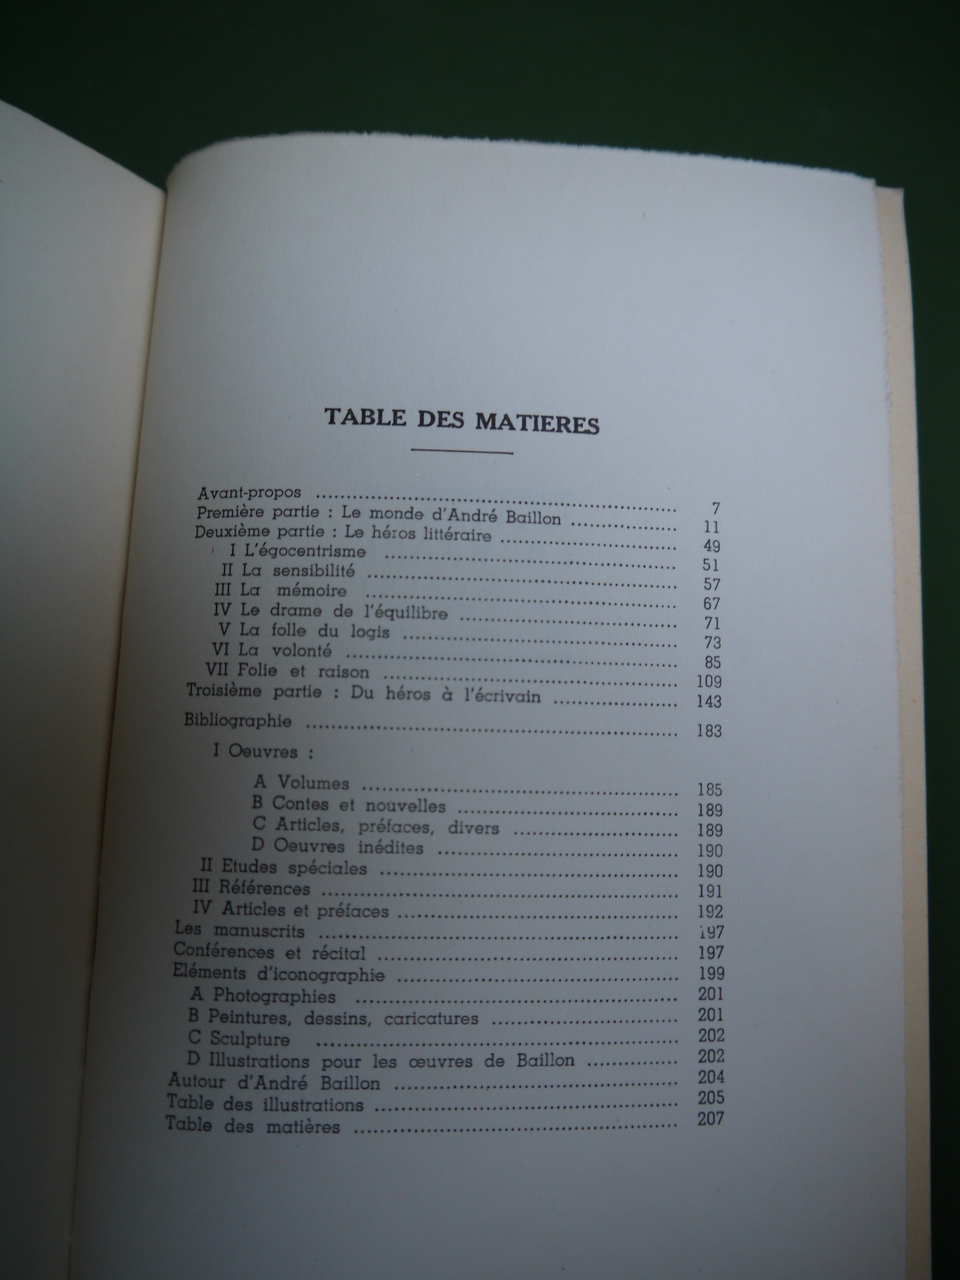 TABLE DES MATIERES
Avant-propos ........................ 7
Première partie : Le monde d'André Baillon ........................ 11
Deuxième partie : Le héros littéraire ........................ 49
I L'égocentrisme ........................ 51
II La sensibilité ........................ 57
III La mémoire ........................ 67
IV Le drame de l'équilibre ........................ 71
V La folle du logis ........................ 73
VI La volonté ........................ 85
VII Folie et raison ........................ 109
Troisième partie : Du héros à l'écrivain ........................ 143
Bibliographie ........................ 183
I Oeuvres :
A Volumes ........................ 185
B Contes et nouvelles ........................ 189
C Articles, préfaces, divers ........................ 189
D Oeuvres inédites ........................ 190
II Etudes spéciales ........................ 190
III Références ........................ 191
IV Articles et préfaces ........................ 192
Les manuscrits ........................ 197
Conférences et récital ........................ 197
Eléments d'iconographie ........................ 199
A Photographies ........................ 201
B Peintures, dessins, caricatures ........................ 201
C Sculpture ........................ 202
D Illustrations pour les œuvres de Baillon ........................ 202
Autour d'André Baillon ........................ 204
Table des illustrations ........................ 205
Table des matières ........................ 207